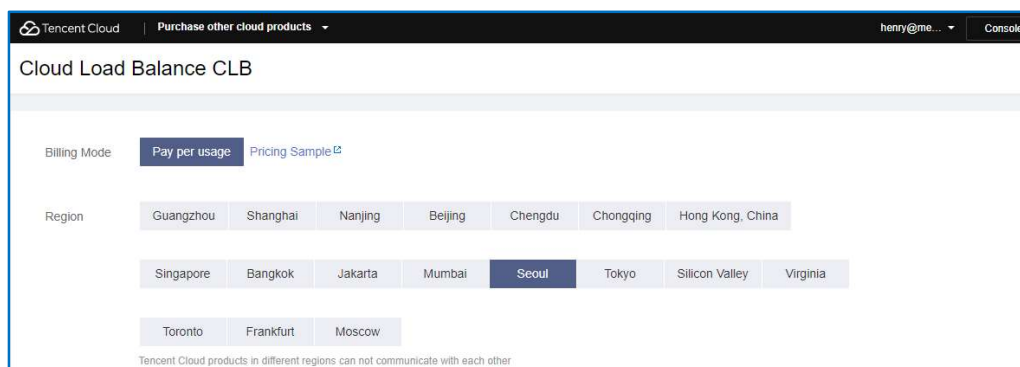 Tencent Cloud | Purchase other cloud products henry@me... Console
Cloud Load Balance CLB
Billing Mode Pay per usage Pricing Sample
Region Guangzhou Shanghai Nanjing Beijing Chengdu Chongqing Hong Kong, China
Singapore Bangkok Jakarta Mumbai Seoul Tokyo Silicon Valley Virginia
Toronto Frankfurt Moscow
Tencent Cloud products in different regions can not communicate with each other